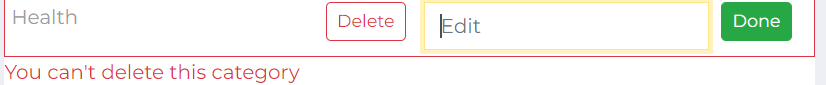 Health Delete Edit Done
You can't delete this category